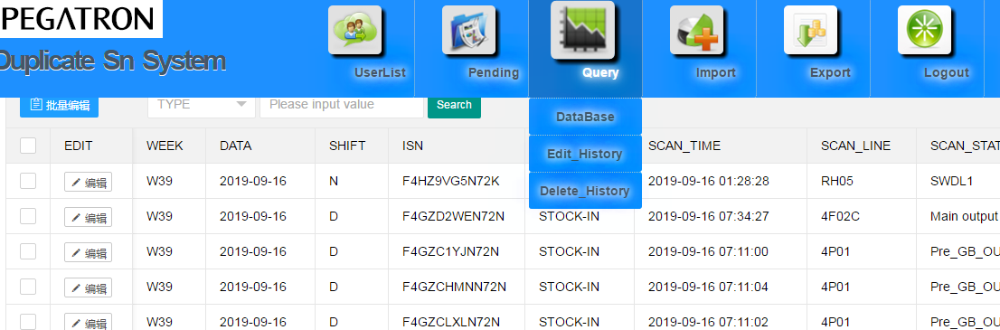 PEGATRON
Duplicate Sn System
UserList Pending Query Import Export Logout
批量编辑 TYPE Please input value Search
DataBase
Edit_History
Delete_History
EDIT WEEK DATA SHIFT ISN SCAN_TIME SCAN_LINE SCAN_STAT
编辑 W39 2019-09-16 N F4HZ9VG5N72K 2019-09-16 01:28:28 RH05 SWDL1
编辑 W39 2019-09-16 D F4GZD2WEN72N STOCK-IN 2019-09-16 07:34:27 4F02C Main output
编辑 W39 2019-09-16 D F4GZC1YJN72N STOCK-IN 2019-09-16 07:11:00 4P01 Pre_GB_OU
编辑 W39 2019-09-16 D F4GZCHMNN72N STOCK-IN 2019-09-16 07:11:04 4P01 Pre_GB_OU
编辑 W39 2019-09-16 D F4GZCLXLN72N STOCK-IN 2019-09-16 07:11:02 4P01 Pre_GB_OU